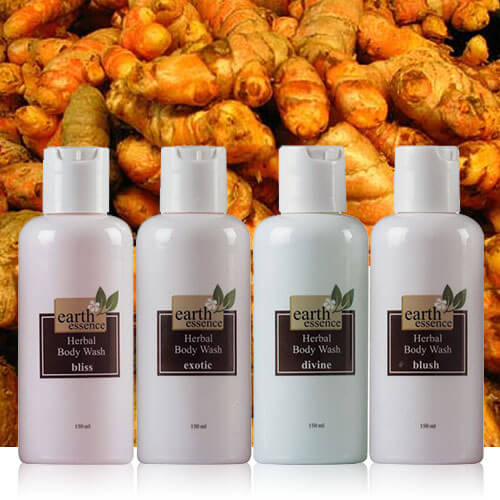 earth
essence
Herbal
Body Wash
bliss
150 ml
earth
essence
Herbal
Body Wash
exotic
150 ml
earth
essence
Herbal
Body Wash
divine
150 ml
earth
essence
Herbal
Body Wash
blush
150 ml